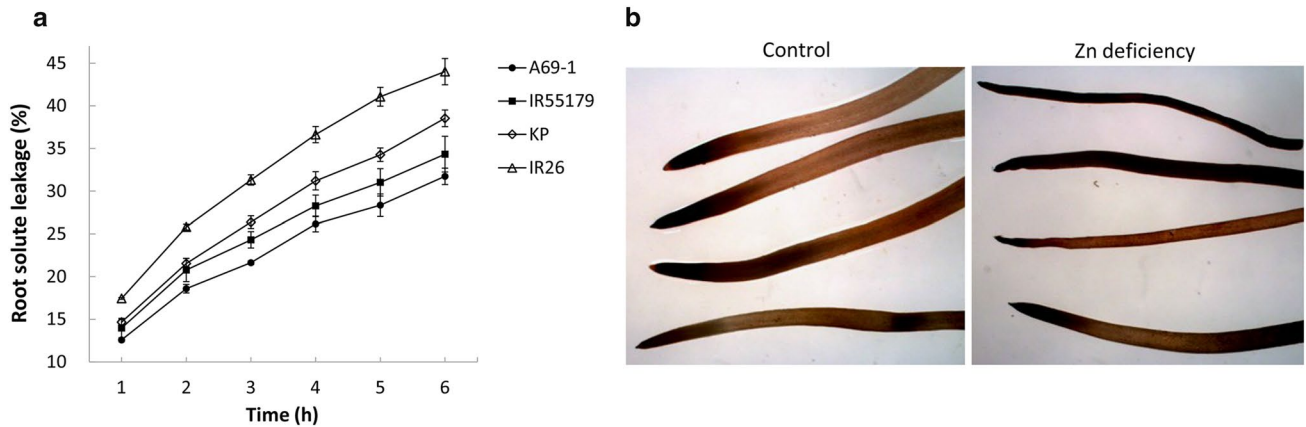 a
Root solute leakage (%)
45
40
35
30
25
20
15
10
1 2 3 4 5 6
Time (h)
A69-1
IR55179
KP
IR26
b
Control
Zn deficiency